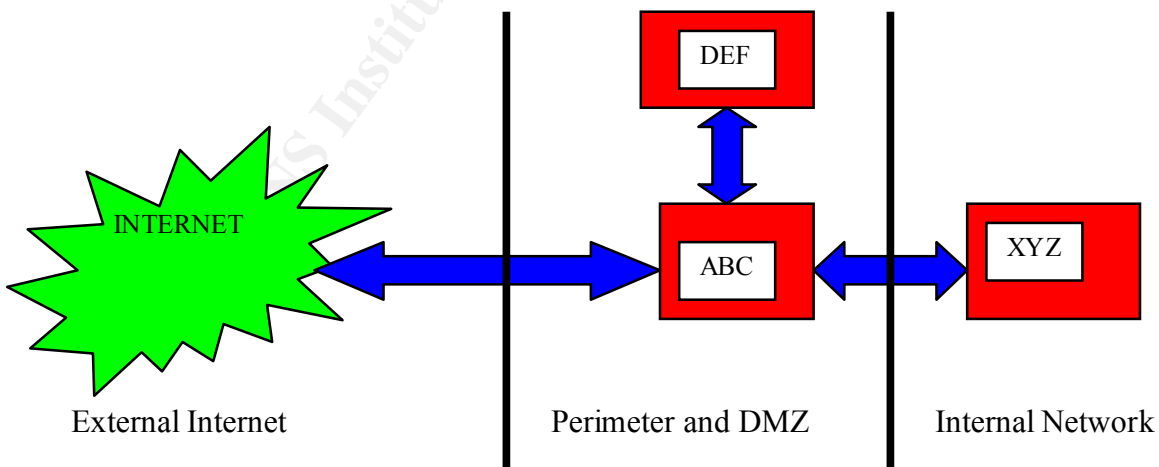 DEF
INTERNET
ABC
XYZ
External Internet
Perimeter and DMZ
Internal Network